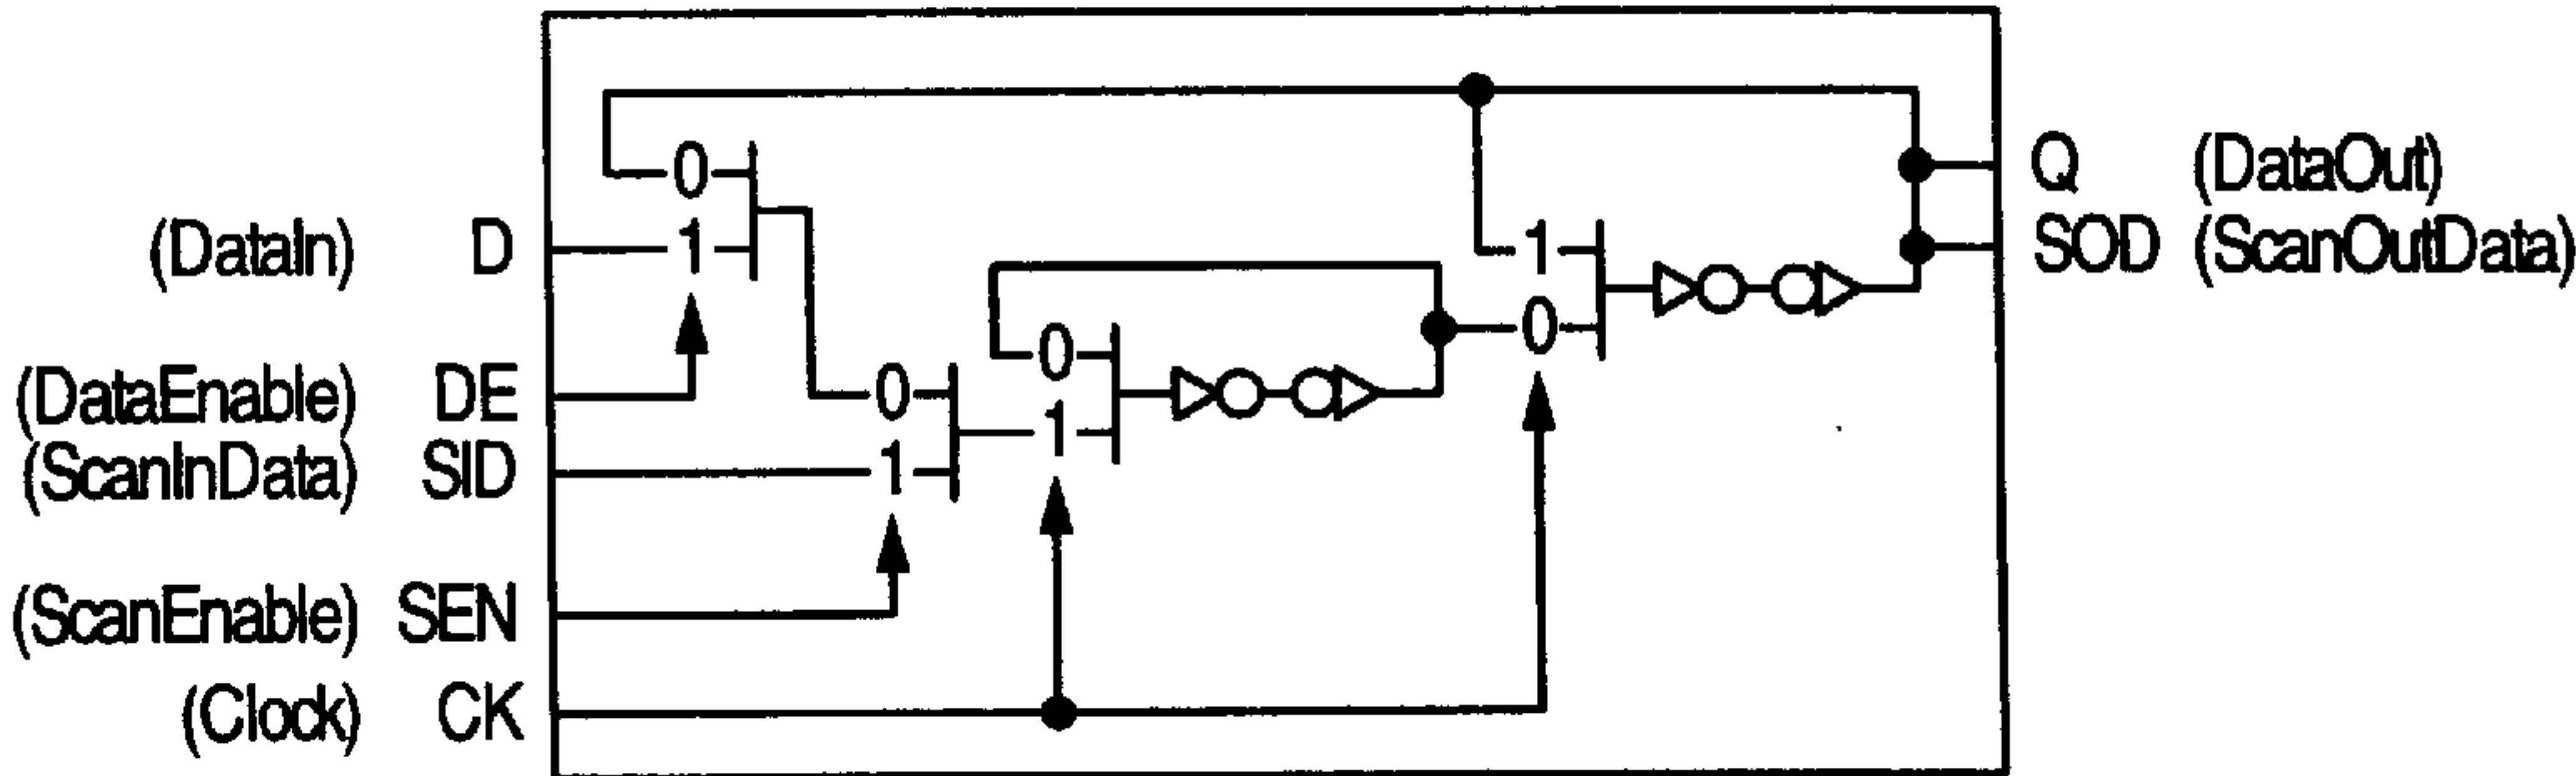 0
1
(DataIn) D
Q (DataOut)
SOD (ScanOutData)
1
0
0
1
(DataEnable) DE
(ScanInData) SID
0
1
(ScanEnable) SEN
(Clock) CK